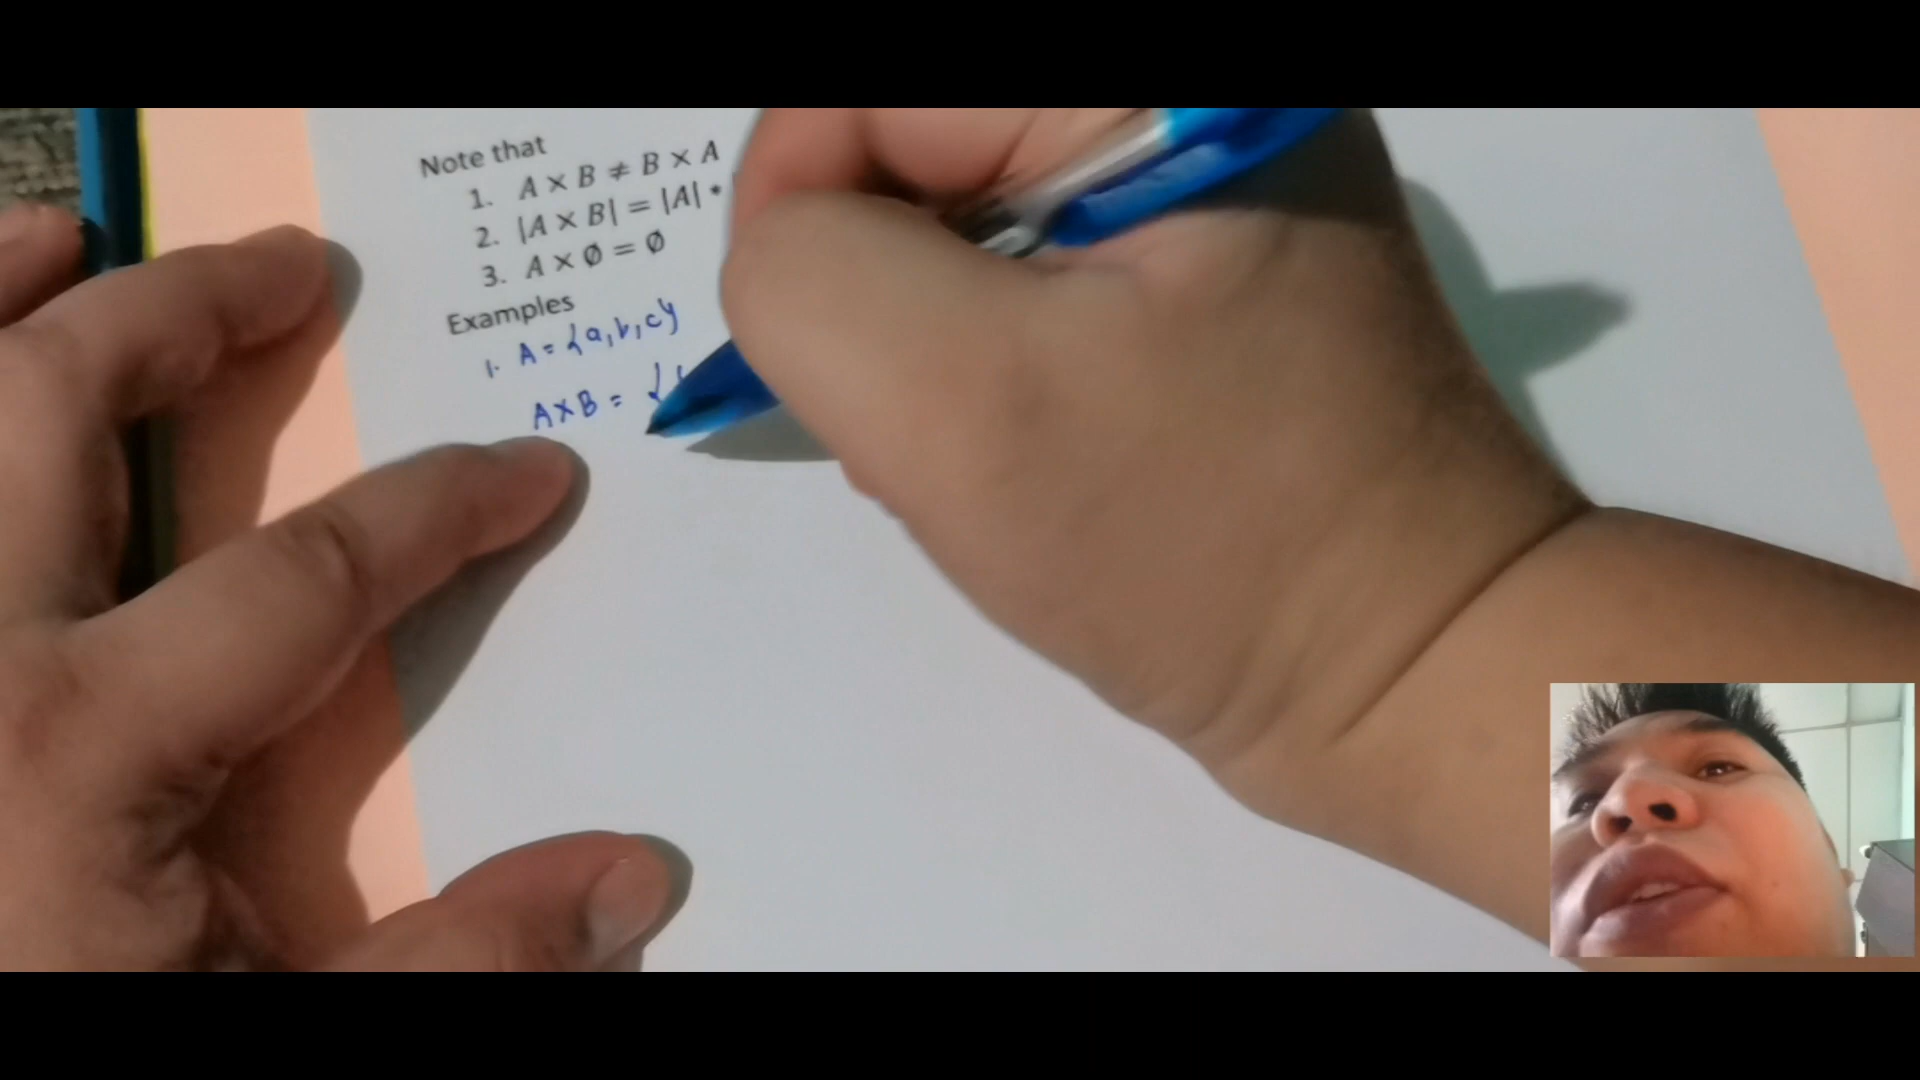 Note that
1. A × B ≠ B × A
2. |A × B| = |A| *
3. A × ∅ = ∅
Examples
1. A = {a, b, c}
A × B = {